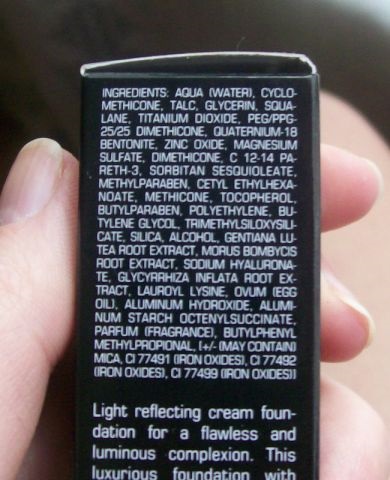 INGREDIENTS: AQUA (WATER), CYCLO-
METHICONE, TALC, GLYCERIN, SQUA-
LANE, TITANIUM DIOXIDE, PEG/PPG-
25/25 DIMETHICONE, QUATERNIUM-18
BENTONITE, ZINC OXIDE, MAGNESIUM
SULFATE, DIMETHICONE, C 12-14 PA-
RETH-3, SORBITAN SESQUIOLEATE,
METHYLPARABEN, CETYL ETHYLHEXA-
NOATE, METHICONE, TOCOPHEROL,
BUTYLPARABEN, POLYETHYLENE, BU-
TYLENE GLYCOL, TRIMETHYLSILOXYSILI-
CATE, SILICA, ALCOHOL, GENTIANA LU-
TEA ROOT EXTRACT, MORUS BOMBYCIS
ROOT EXTRACT, SODIUM HYALURONA-
TE, GLYCYRRHIZA INFLATA ROOT EX-
TRACT, LAUROYL LYSINE, OVUM (EGG
OIL), ALUMINUM HYDROXIDE, ALUMI-
NUM STARCH OCTENYLSUCCINATE,
PARFUM (FRAGRANCE), BUTYLPHENYL
METHYLPROPIONAL, [+/- (MAY CONTAIN)
MICA, CI 77491 (IRON OXIDES), CI 77492
(IRON OXIDES), CI 77499 (IRON OXIDES)]
Light reflecting cream foun-
dation for a flawless and
luminous complexion. This
luxurious foundation with